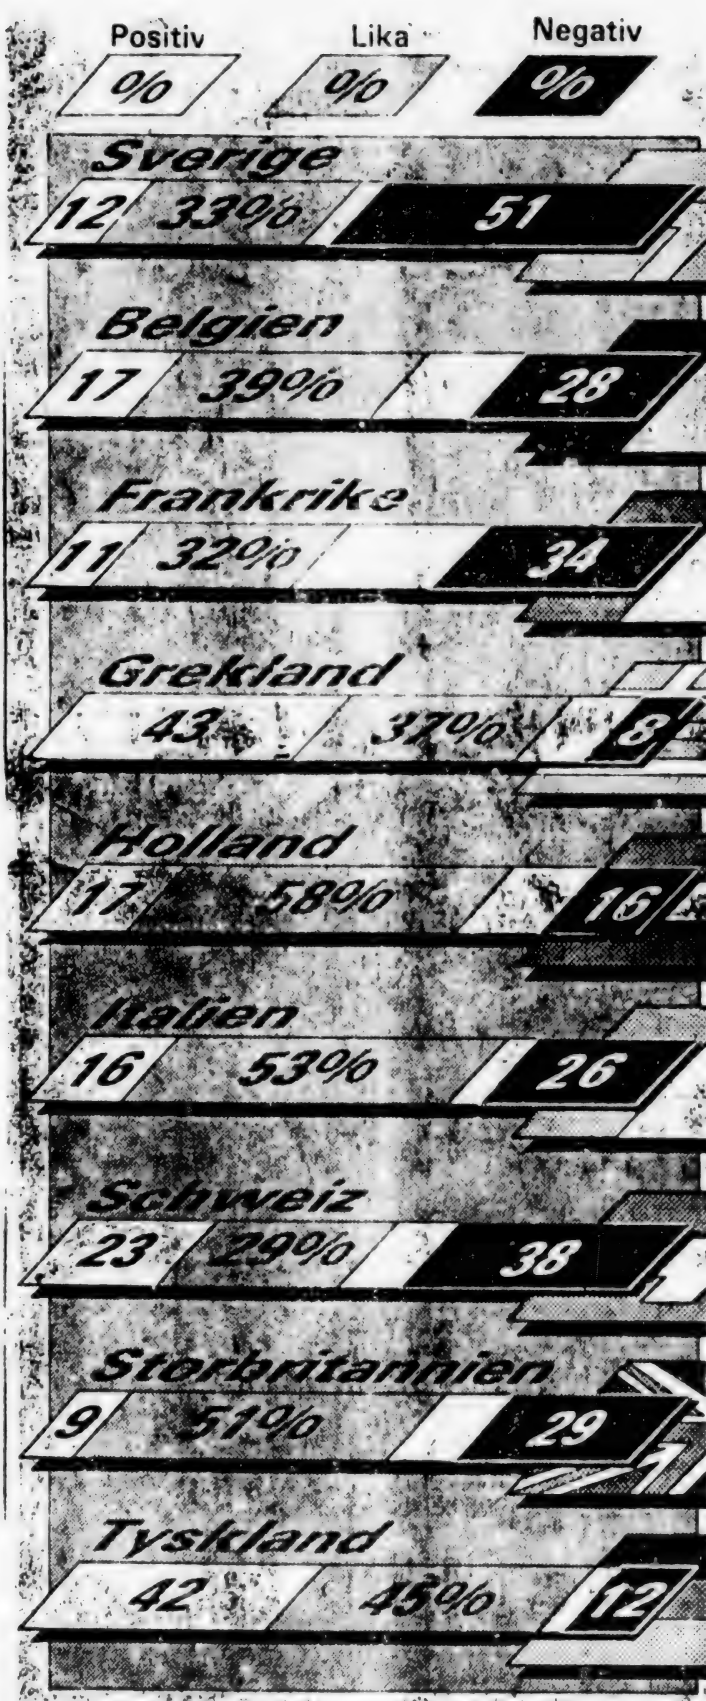 Positiv Lika Negativ
% % %
Sverige
12 33% 51
Belgien
17 39% 28
Frankrike
11 32% 34
Grekland
43 37% 8
Holland
17 58% 16
Italien
16 53% 26
Schweiz
23 29% 38
Storbritannien
9 51% 29
Tyskland
42 45% 12